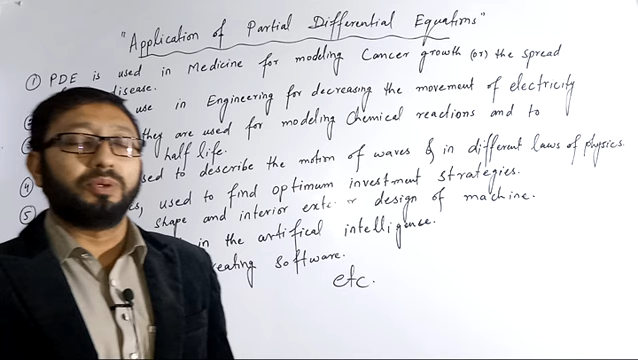 "Application of Partial Differential Equations"
① PDE is used in Medicine for modeling Cancer growth (or) the spread
disease.
use in Engineering for decreasing the movement of electricity
they are used for modeling Chemical reactions and to
half life.
④ used to describe the motion of waves & in different laws of physics.
⑤ used to find optimum investment strategies.
shape and interior exterior design of machine.
in the artifical intelligence.
creating software.
etc.